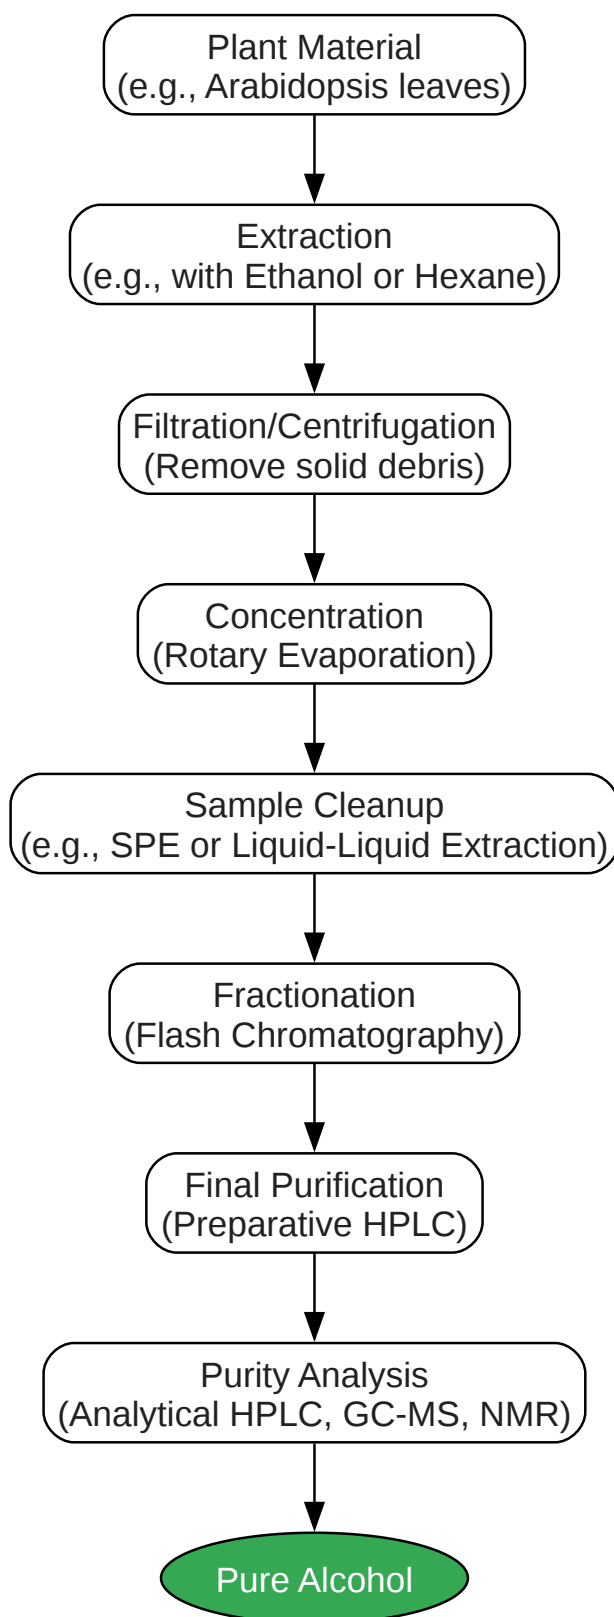 Plant Material
(e.g., Arabidopsis leaves)
Extraction
(e.g., with Ethanol or Hexane)
Filtration/Centrifugation
(Remove solid debris)
Concentration
(Rotary Evaporation)
Sample Cleanup
(e.g., SPE or Liquid-Liquid Extraction)
Fractionation
(Flash Chromatography)
Final Purification
(Preparative HPLC)
Purity Analysis
(Analytical HPLC, GC-MS, NMR)
Pure Alcohol